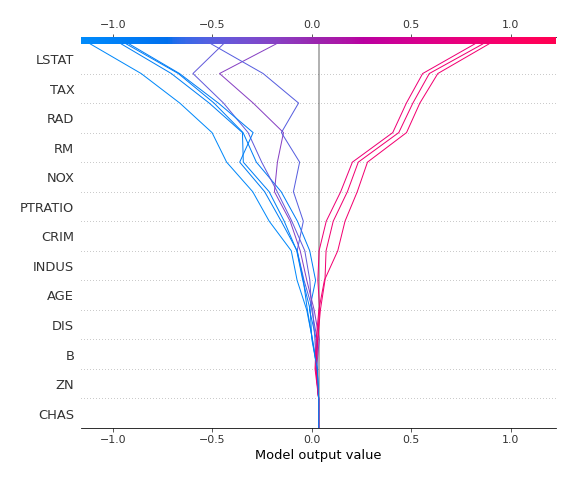 −1.0 −0.5 0.0 0.5 1.0
LSTAT
TAX
RAD
RM
NOX
PTRATIO
CRIM
INDUS
AGE
DIS
B
ZN
CHAS
−1.0 −0.5 0.0 0.5 1.0
Model output value